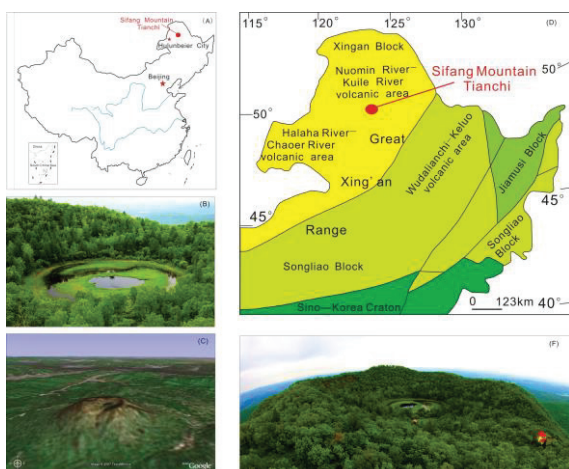 (A)
Sifang Mountain
Tianchi
Hulunbeier City
Beijing
(B)
(C)
Google
(D)
115°
120°
125°
130°
50°
45°
50°
45°
40°
Xingan Block
Nuomin River—
Kuile River
volcanic area
Sifang Mountain
Tianchi
Halaha River—
Chaoer River
volcanic area
Great
Xing'an
Range
Wudalianchi-Keluo
volcanic area
Jiamusi Block
Songliao
Block
Songliao Block
Sino—Korea Craton
0 123km
(F)